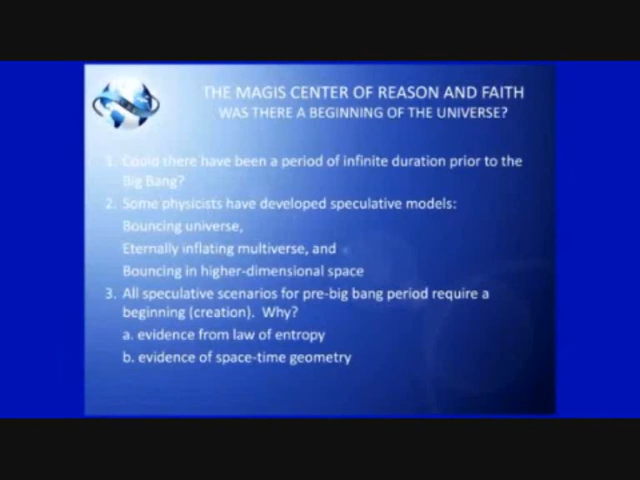 THE MAGIS CENTER OF REASON AND FAITH
WAS THERE A BEGINNING OF THE UNIVERSE?
1. Could there have been a period of infinite duration prior to the
Big Bang?
2. Some physicists have developed speculative models:
Bouncing universe,
Eternally inflating multiverse, and
Bouncing in higher-dimensional space
3. All speculative scenarios for pre-big bang period require a
beginning (creation). Why?
a. evidence from law of entropy
b. evidence of space-time geometry